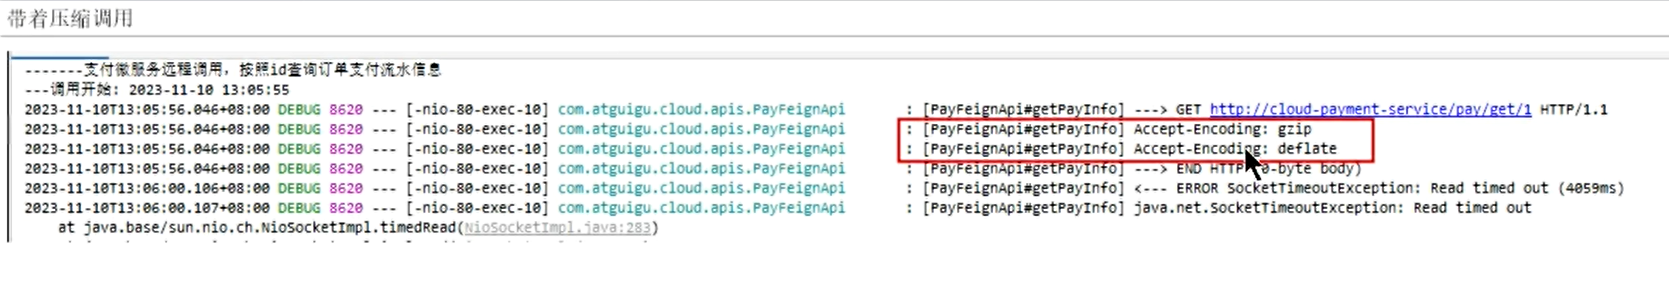 带着压缩调用
-------支付微服务远程调用，按照id查询订单支付流水信息
---调用开始: 2023-11-10 13:05:55
2023-11-10T13:05:56.046+08:00 DEBUG 8620 --- [-nio-80-exec-10] com.atguigu.cloud.apis.PayFeignApi : [PayFeignApi#getPayInfo] ---> GET http://cloud-payment-service/pay/get/1 HTTP/1.1
2023-11-10T13:05:56.046+08:00 DEBUG 8620 --- [-nio-80-exec-10] com.atguigu.cloud.apis.PayFeignApi : [PayFeignApi#getPayInfo] Accept-Encoding: gzip
2023-11-10T13:05:56.046+08:00 DEBUG 8620 --- [-nio-80-exec-10] com.atguigu.cloud.apis.PayFeignApi : [PayFeignApi#getPayInfo] Accept-Encoding: deflate
2023-11-10T13:05:56.046+08:00 DEBUG 8620 --- [-nio-80-exec-10] com.atguigu.cloud.apis.PayFeignApi : [PayFeignApi#getPayInfo] ---> END HTTP (0-byte body)
2023-11-10T13:06:00.106+08:00 DEBUG 8620 --- [-nio-80-exec-10] com.atguigu.cloud.apis.PayFeignApi : [PayFeignApi#getPayInfo] <--- ERROR SocketTimeoutException: Read timed out (4059ms)
2023-11-10T13:06:00.107+08:00 DEBUG 8620 --- [-nio-80-exec-10] com.atguigu.cloud.apis.PayFeignApi : [PayFeignApi#getPayInfo] java.net.SocketTimeoutException: Read timed out
at java.base/sun.nio.ch.NioSocketImpl.timedRead(NioSocketImpl.java:283)